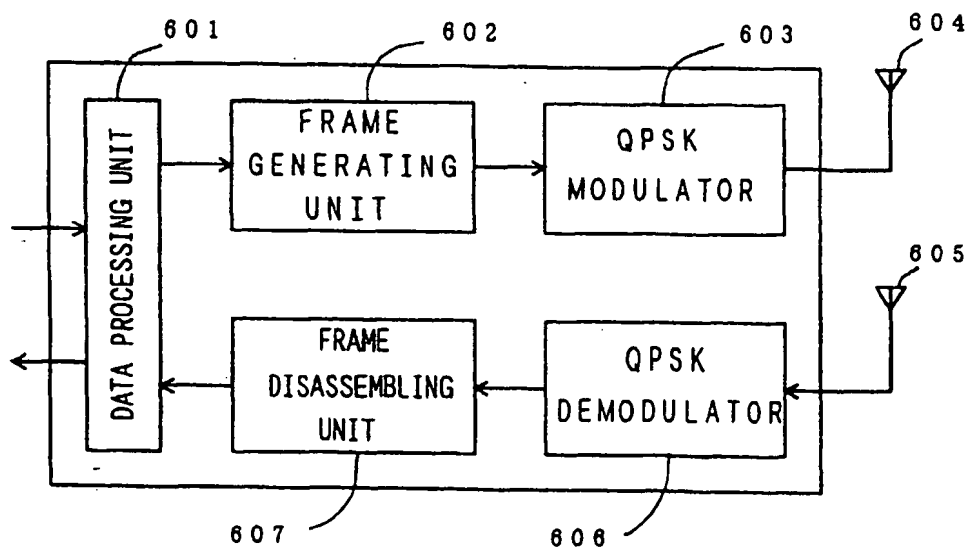 601
602
603
604
DATA PROCESSING UNIT
FRAME
GENERATING
UNIT
QPSK
MODULATOR
605
FRAME
DISASSEMBLING
UNIT
QPSK
DEMODULATOR
607
606